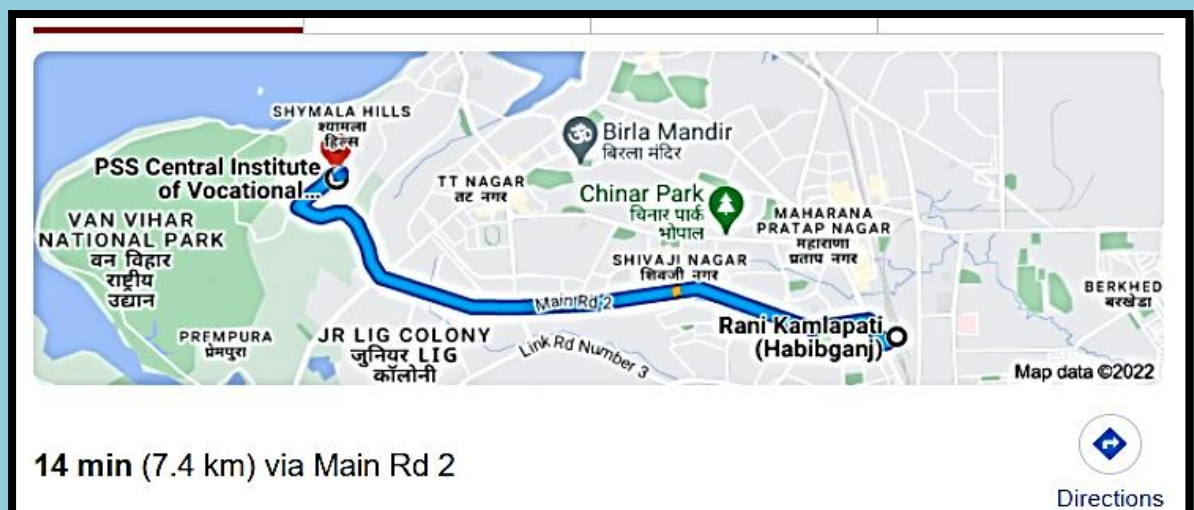 SHYMALA HILLS
श्यामला
हिल्स
PSS Central Institute
of Vocational...
VAN VIHAR
NATIONAL PARK
वन विहार
राष्ट्रीय
उद्यान
PREMPURA
प्रेमपुरा
JR LIG COLONY
जुनियर LIG
कॉलोनी
TT NAGAR
तट नगर
Birla Mandir
बिरला मंदिर
Chinar Park
चिनार पार्क
भोपाल
MAHARANA
PRATAP NAGAR
महाराणा
प्रताप नगर
SHIVAJI NAGAR
शिवजी नगर
Main Rd 2
Link Rd Number 3
Rani Kamlapati
(Habibganj)
BERKHED
बरखेडा
Map data ©2022
14 min (7.4 km) via Main Rd 2
Directions